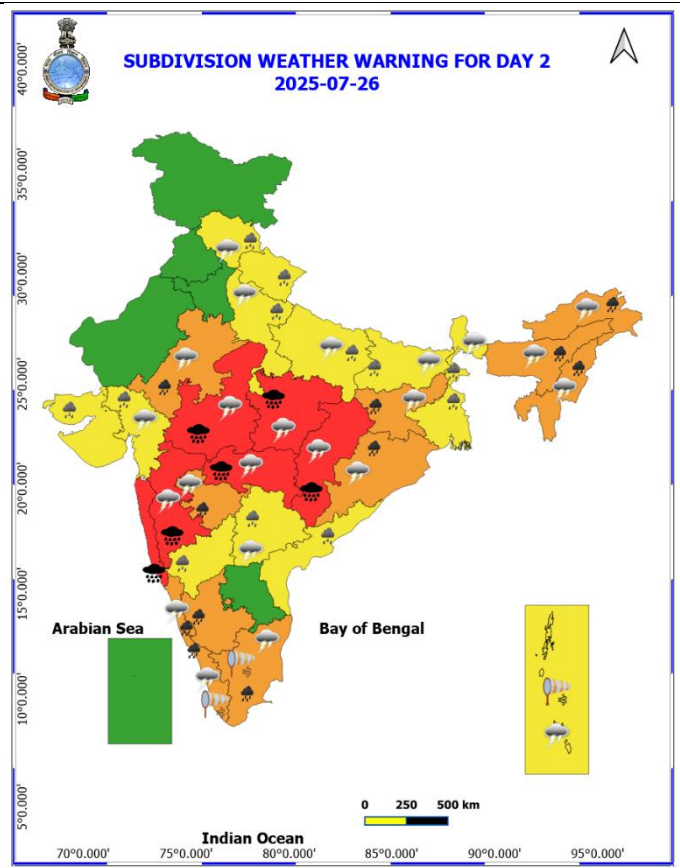 SUBDIVISION WEATHER WARNING FOR DAY 2
2025-07-26
40°0.000'
35°0.000'
30°0.000'
25°0.000'
20°0.000'
15°0.000'
10°0.000'
5°0.000'
Arabian Sea
Bay of Bengal
0 250 500 km
Indian Ocean
70°0.000' 75°0.000' 80°0.000' 85°0.000' 90°0.000' 95°0.000'